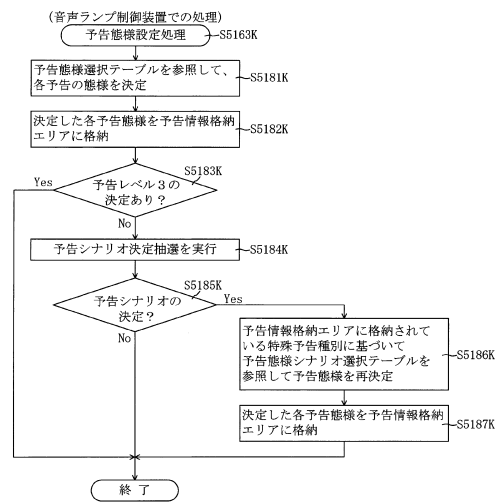 (音声ランプ制御装置での処理)
予告態様設定処理
S5163K
予告態様選択テーブルを参照して、
各予告の態様を決定
S5181K
決定した各予告態様を予告情報格納
エリアに格納
S5182K
S5183K
予告レベル3の
決定あり?
Yes
No
予告シナリオ決定抽選を実行
S5184K
S5185K
予告シナリオの
決定?
Yes
No
予告情報格納エリアに格納されて
いる特殊予告種別に基づいて
予告態様シナリオ選択テーブルを
参照して予告態様を再決定
S5186K
決定した各予告態様を予告情報格納
エリアに格納
S5187K
終了